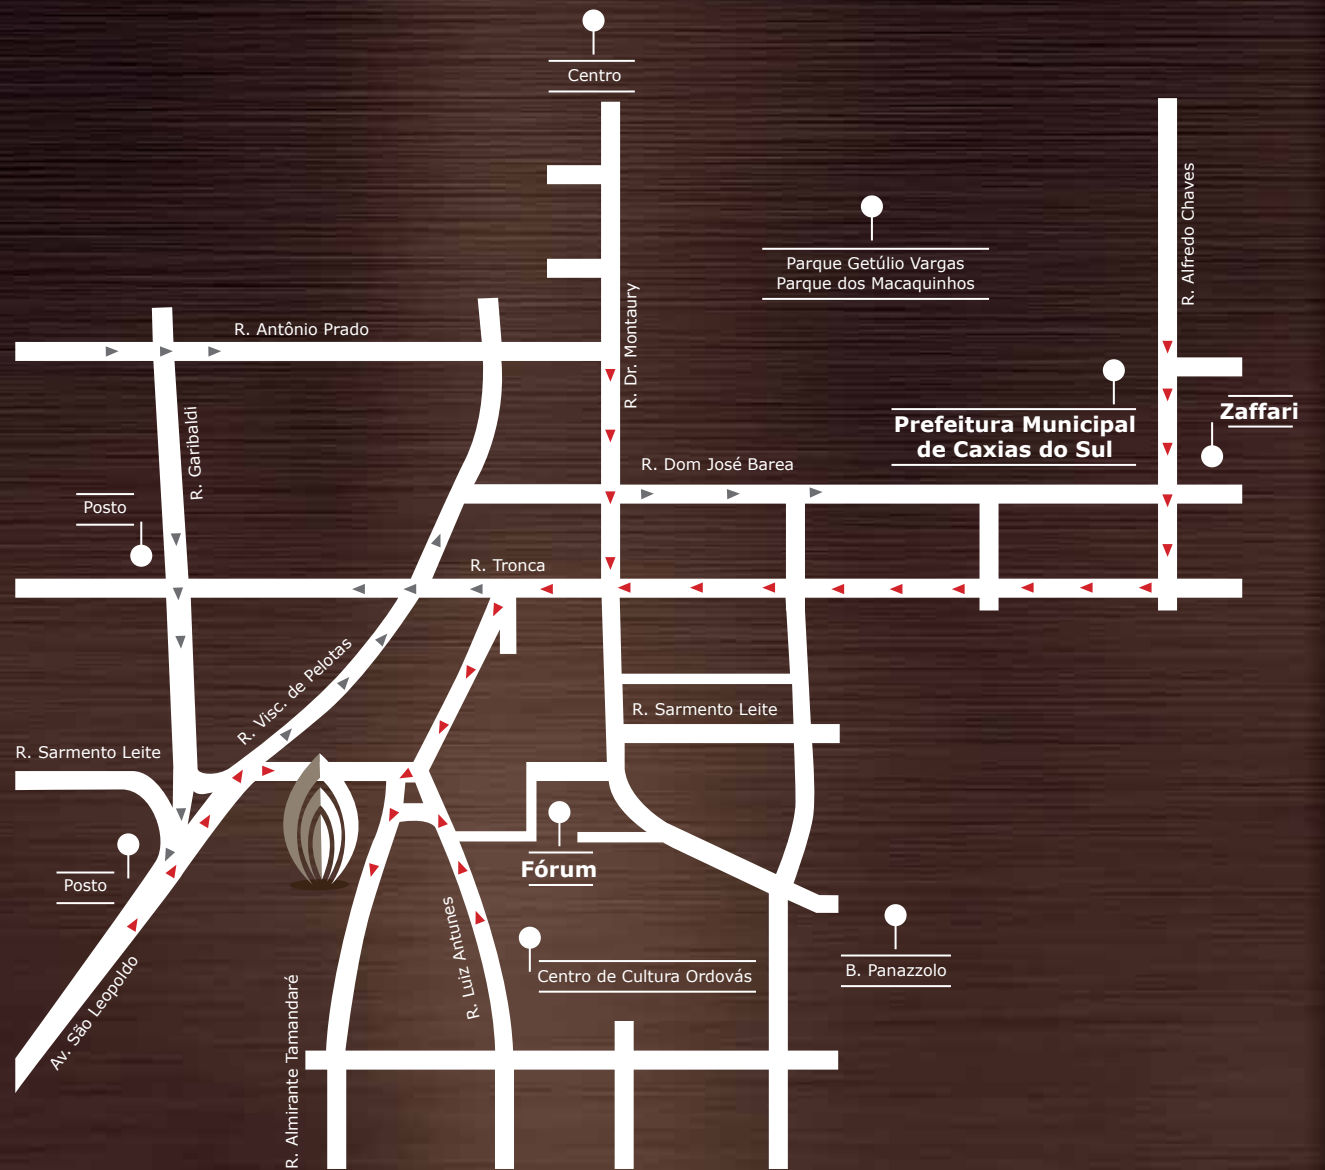 Centro
R. Alfredo Chaves
Parque Getúlio Vargas
Parque dos Macaquinhos
R. Dr. Montaury
R. Antônio Prado
Zaffari
Prefeitura Municipal
de Caxias do Sul
R. Garibaldi
R. Dom José Barea
Posto
R. Tronca
R. Visc. de Pelotas
R. Sarmento Leite
R. Sarmento Leite
Fórum
Posto
R. Luiz Antunes
Centro de Cultura Ordovás
B. Panazzolo
Av. São Leopoldo
R. Almirante Tamandaré